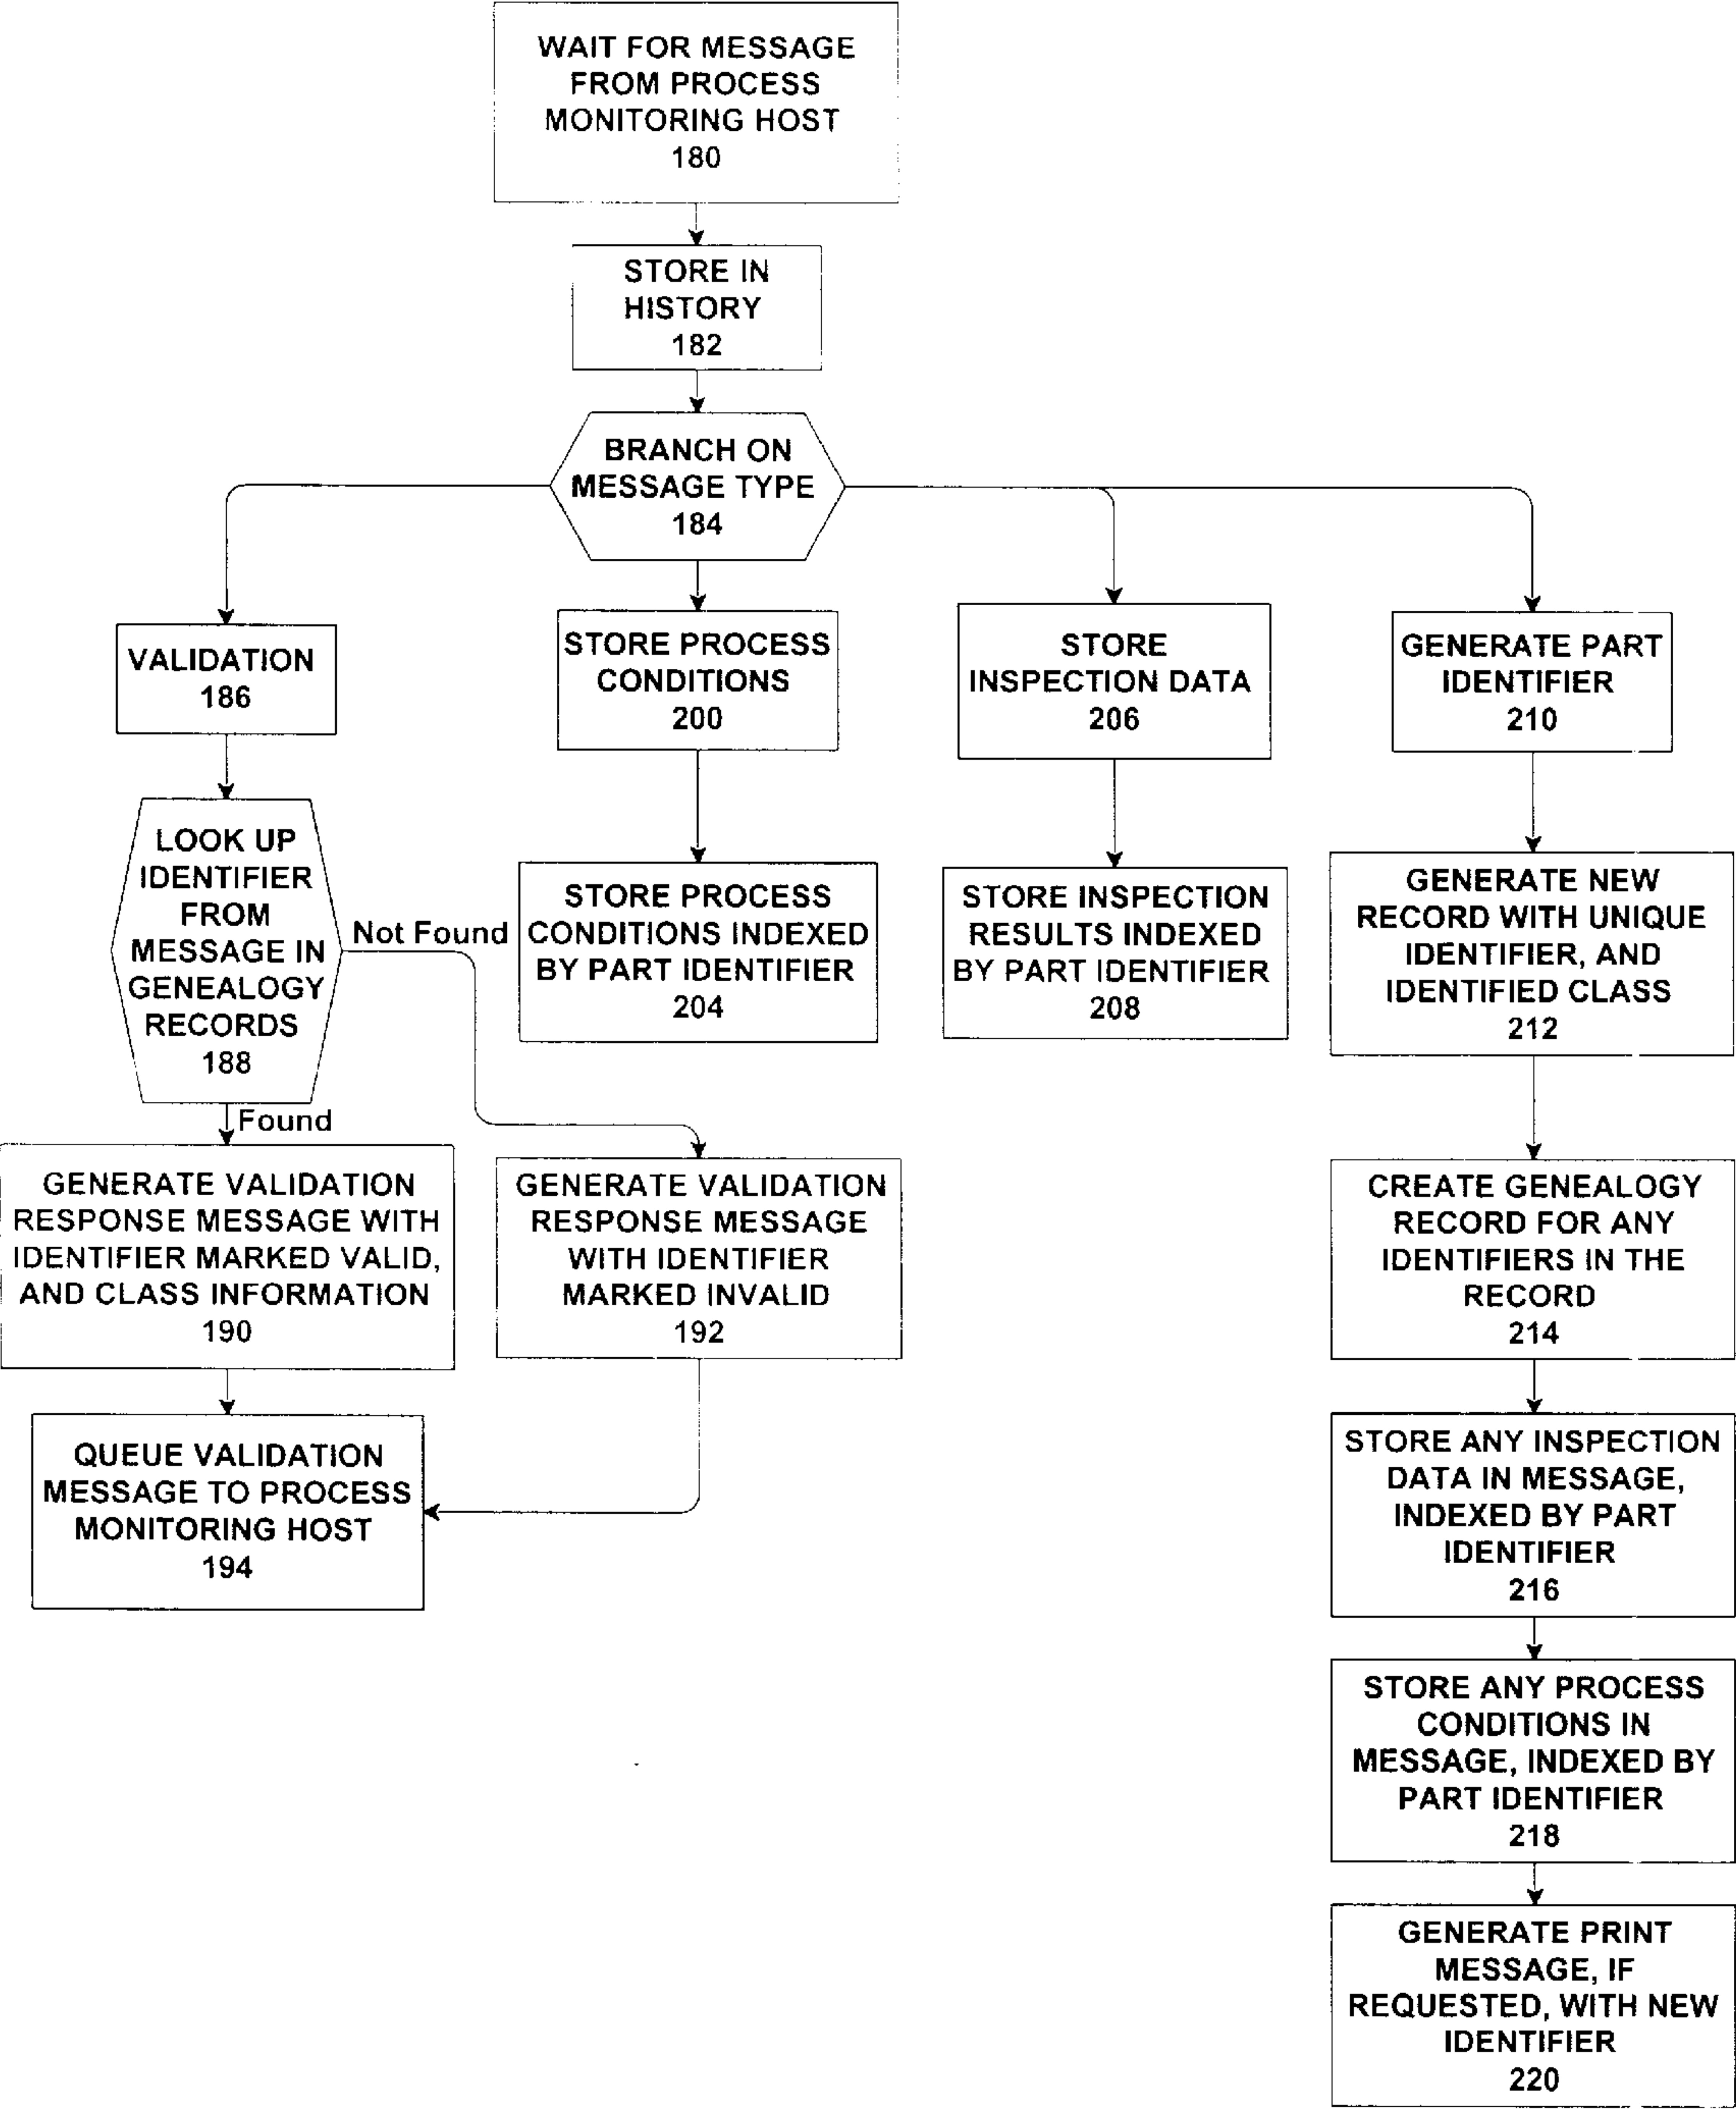 WAIT FOR MESSAGE
FROM PROCESS
MONITORING HOST
180
STORE IN
HISTORY
182
BRANCH ON
MESSAGE TYPE
184
VALIDATION
186
STORE PROCESS
CONDITIONS
200
STORE
INSPECTION DATA
206
GENERATE PART
IDENTIFIER
210
LOOK UP
IDENTIFIER
FROM
MESSAGE IN
GENEALOGY
RECORDS
188
Not Found
Found
STORE PROCESS
CONDITIONS INDEXED
BY PART IDENTIFIER
204
STORE INSPECTION
RESULTS INDEXED
BY PART IDENTIFIER
208
GENERATE NEW
RECORD WITH UNIQUE
IDENTIFIER, AND
IDENTIFIED CLASS
212
GENERATE VALIDATION
RESPONSE MESSAGE WITH
IDENTIFIER MARKED VALID,
AND CLASS INFORMATION
190
GENERATE VALIDATION
RESPONSE MESSAGE
WITH IDENTIFIER
MARKED INVALID
192
CREATE GENEALOGY
RECORD FOR ANY
IDENTIFIERS IN THE
RECORD
214
QUEUE VALIDATION
MESSAGE TO PROCESS
MONITORING HOST
194
STORE ANY INSPECTION
DATA IN MESSAGE,
INDEXED BY PART
IDENTIFIER
216
STORE ANY PROCESS
CONDITIONS IN
MESSAGE, INDEXED BY
PART IDENTIFIER
218
GENERATE PRINT
MESSAGE, IF
REQUESTED, WITH NEW
IDENTIFIER
220